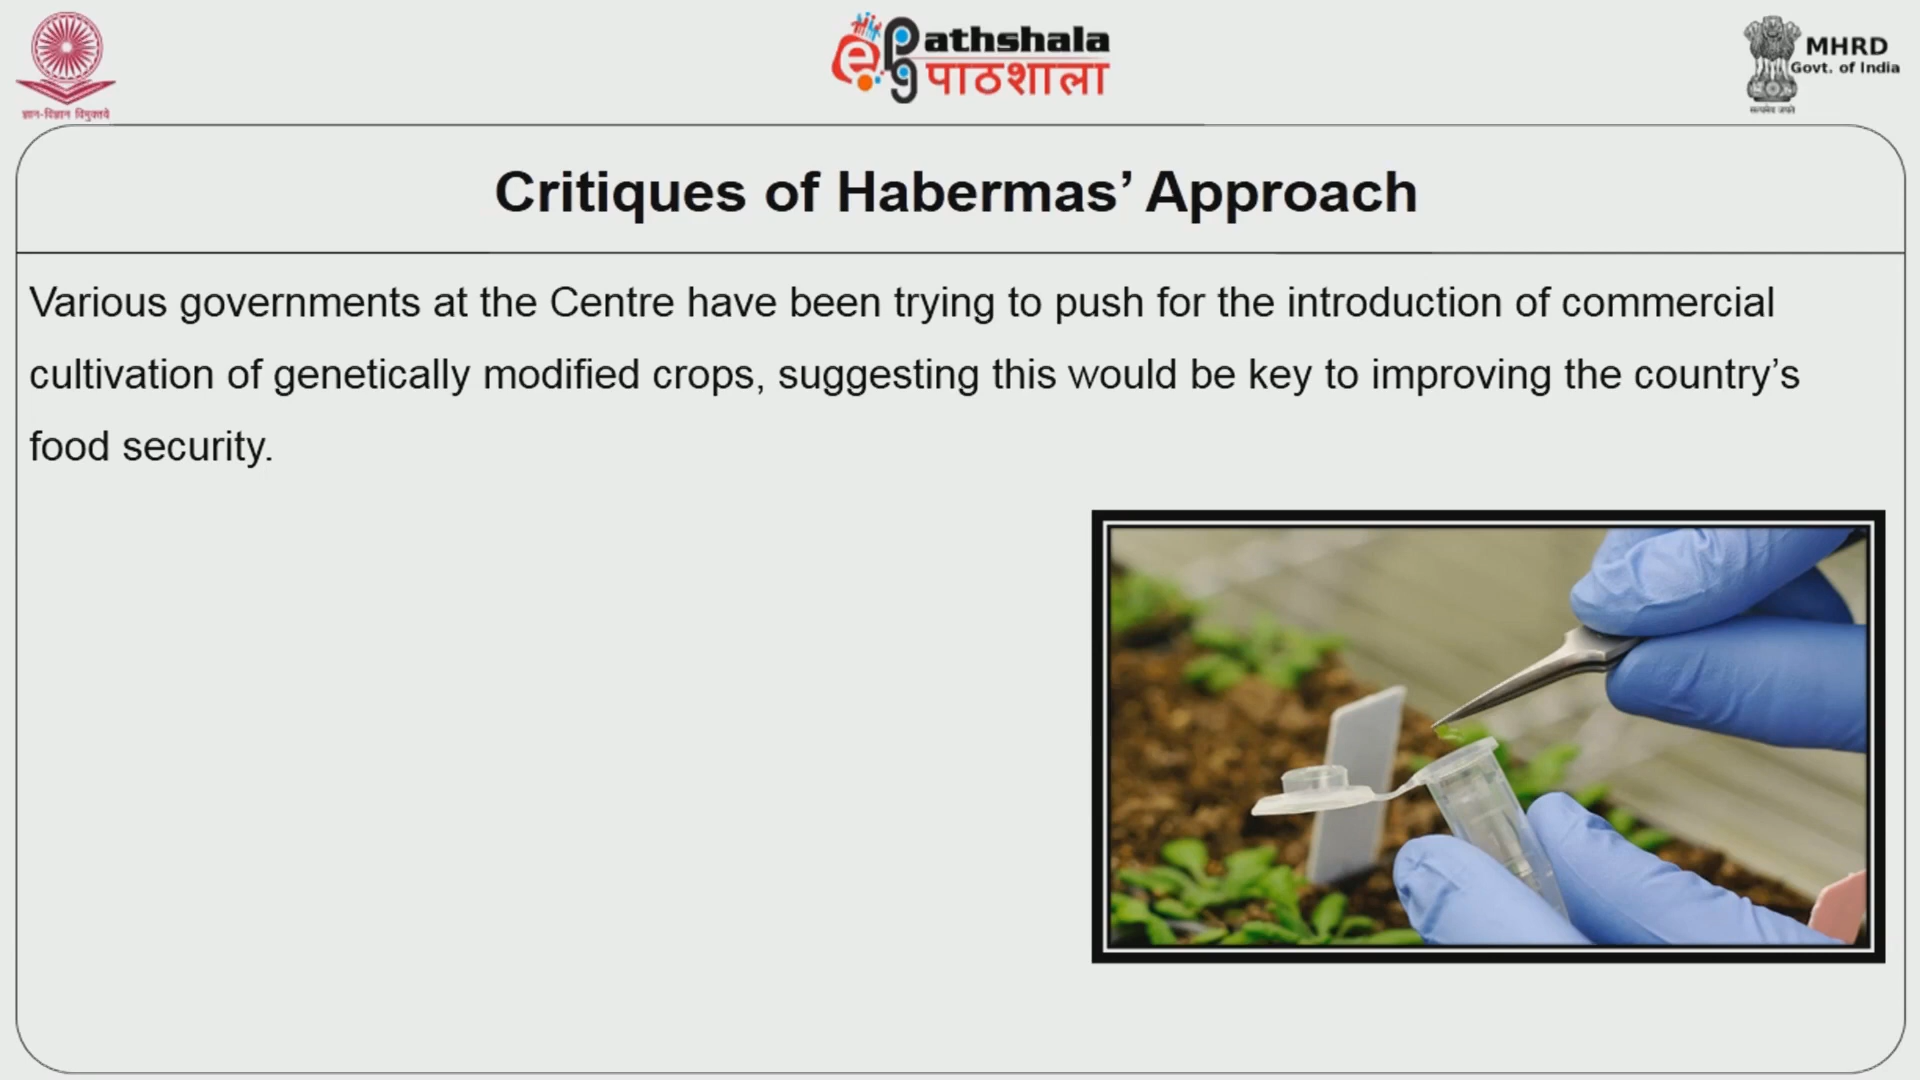 ज्ञान-विज्ञान विमुक्तये
e
pg
Pathshala
पाठशाला
MHRD
Govt. of India
सत्यमेव जयते
Critiques of Habermas’ Approach
Various governments at the Centre have been trying to push for the introduction of commercial
cultivation of genetically modified crops, suggesting this would be key to improving the country’s
food security.